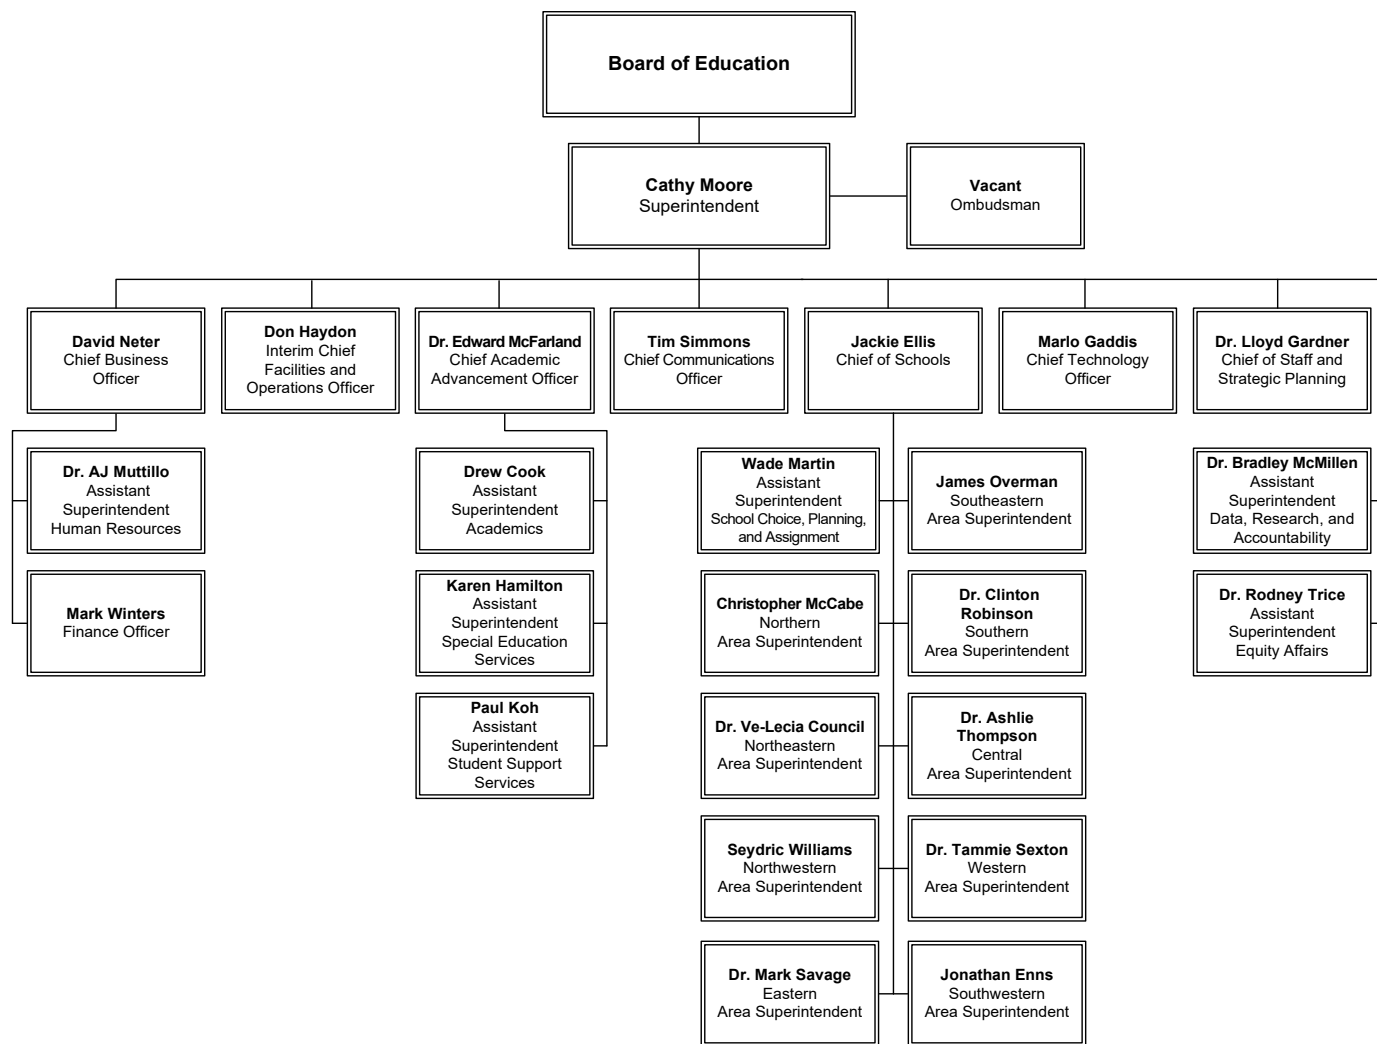 Board of Education
Cathy Moore
Superintendent
Vacant
Ombudsman
David Neter
Chief Business
Officer
Don Haydon
Interim Chief
Facilities and
Operations Officer
Dr. Edward McFarland
Chief Academic
Advancement Officer
Tim Simmons
Chief Communications
Officer
Jackie Ellis
Chief of Schools
Marlo Gaddis
Chief Technology
Officer
Dr. Lloyd Gardner
Chief of Staff and
Strategic Planning
Dr. AJ Muttillo
Assistant
Superintendent
Human Resources
Drew Cook
Assistant
Superintendent
Academics
Wade Martin
Assistant
Superintendent
School Choice, Planning,
and Assignment
James Overman
Southeastern
Area Superintendent
Dr. Bradley McMillen
Assistant
Superintendent
Data, Research, and
Accountability
Mark Winters
Finance Officer
Karen Hamilton
Assistant
Superintendent
Special Education
Services
Christopher McCabe
Northern
Area Superintendent
Dr. Clinton
Robinson
Southern
Area Superintendent
Dr. Rodney Trice
Assistant
Superintendent
Equity Affairs
Paul Koh
Assistant
Superintendent
Student Support
Services
Dr. Ve-Lecia Council
Northeastern
Area Superintendent
Dr. Ashlie
Thompson
Central
Area Superintendent
Seydric Williams
Northwestern
Area Superintendent
Dr. Tammie Sexton
Western
Area Superintendent
Dr. Mark Savage
Eastern
Area Superintendent
Jonathan Enns
Southwestern
Area Superintendent